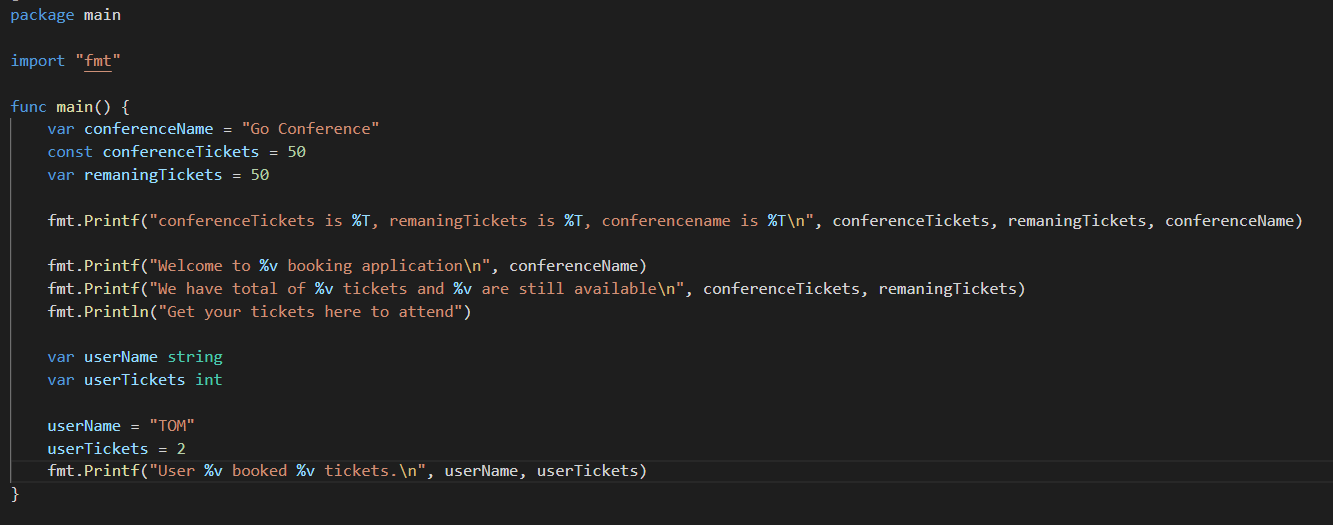 package main
import "fmt"
func main() {
var conferenceName = "Go Conference"
const conferenceTickets = 50
var remaningTickets = 50
fmt.Printf("conferenceTickets is %T, remaningTickets is %T, conferencename is %T\n", conferenceTickets, remaningTickets, conferenceName)
fmt.Printf("Welcome to %v booking application\n", conferenceName)
fmt.Printf("We have total of %v tickets and %v are still available\n", conferenceTickets, remaningTickets)
fmt.Println("Get your tickets here to attend")
var userName string
var userTickets int
userName = "TOM"
userTickets = 2
fmt.Printf("User %v booked %v tickets.\n", userName, userTickets)
}